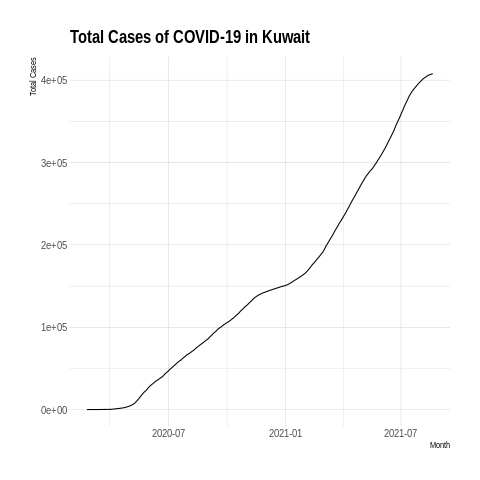 Total Cases of COVID-19 in Kuwait
Total Cases
4e+05
3e+05
2e+05
1e+05
0e+00
2020-07 2021-01 2021-07
Month